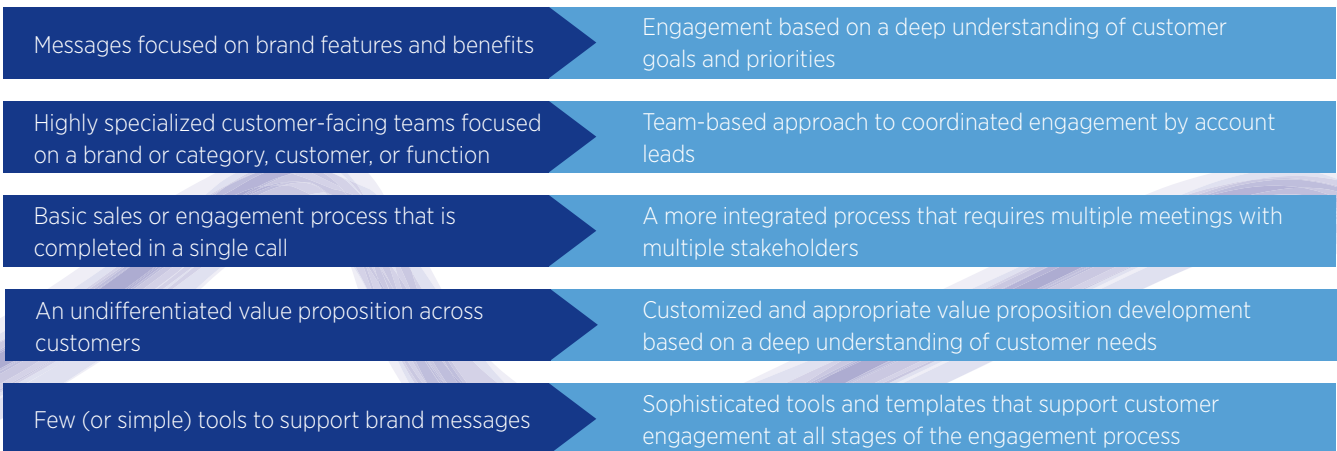 Messages focused on brand features and benefits
Engagement based on a deep understanding of customer
goals and priorities
Highly specialized customer-facing teams focused
on a brand or category, customer, or function
Team-based approach to coordinated engagement by account
leads
Basic sales or engagement process that is
completed in a single call
A more integrated process that requires multiple meetings with
multiple stakeholders
An undifferentiated value proposition across
customers
Customized and appropriate value proposition development
based on a deep understanding of customer needs
Few (or simple) tools to support brand messages
Sophisticated tools and templates that support customer
engagement at all stages of the engagement process